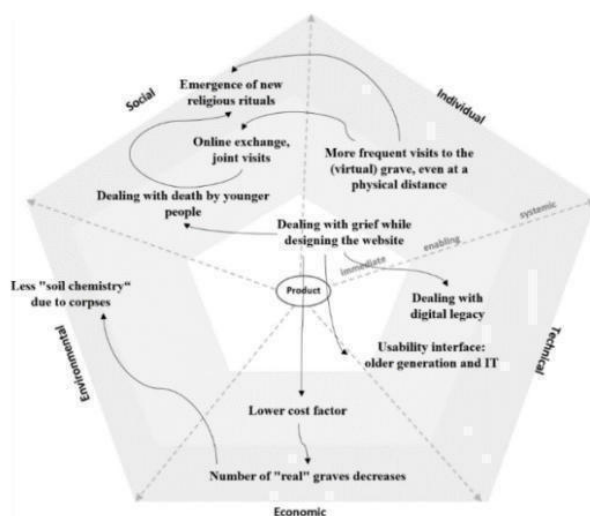 Social
Individual
Emergence of new
religious rituals
Online exchange,
joint visits
More frequent visits to the
(virtual) grave, even at a
physical distance
Dealing with death by younger
people
Dealing with grief while
designing the website
systemic
enabling
immediate
Product
Less "soil chemistry“
due to corpses
Dealing with
digital legacy
Usability interface:
older generation and IT
Environmental
Technical
Lower cost factor
Number of "real" graves decreases
Economic